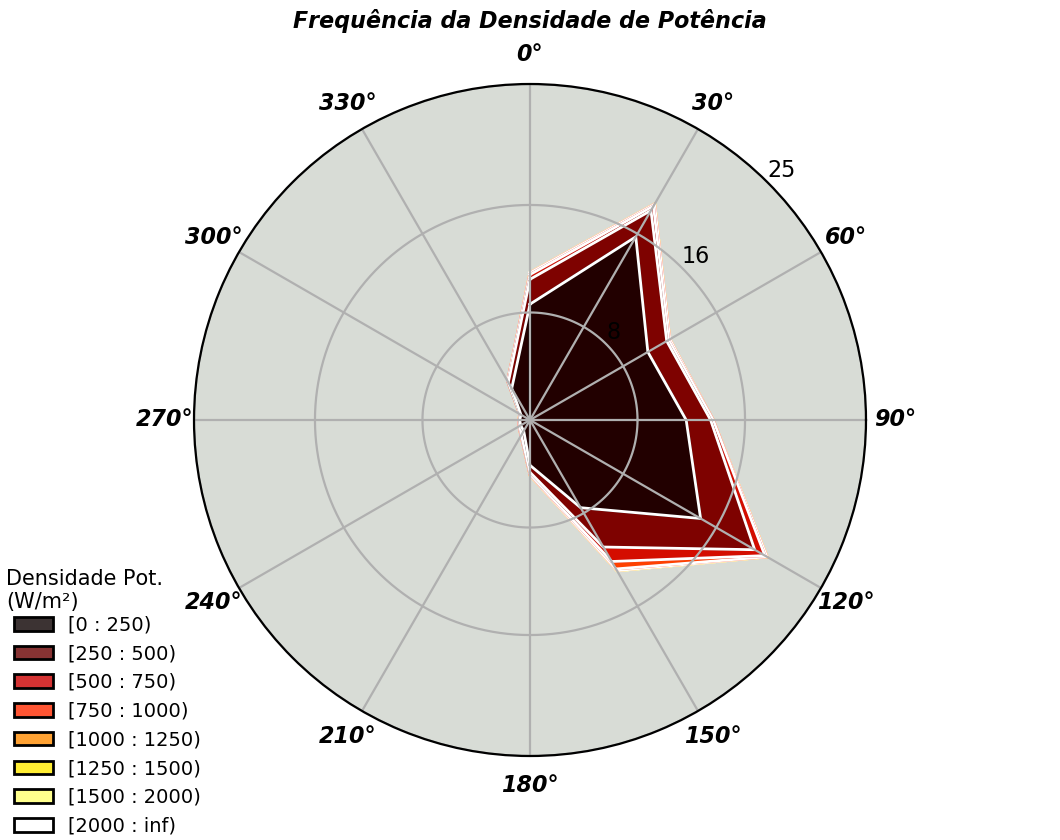 Frequência da Densidade de Potência
0°
330°
30°
25
300°
60°
16
8
270°
90°
240°
120°
210°
150°
180°
Densidade Pot.
(W/m²)
[0 : 250)
[250 : 500)
[500 : 750)
[750 : 1000)
[1000 : 1250)
[1250 : 1500)
[1500 : 2000)
[2000 : inf)